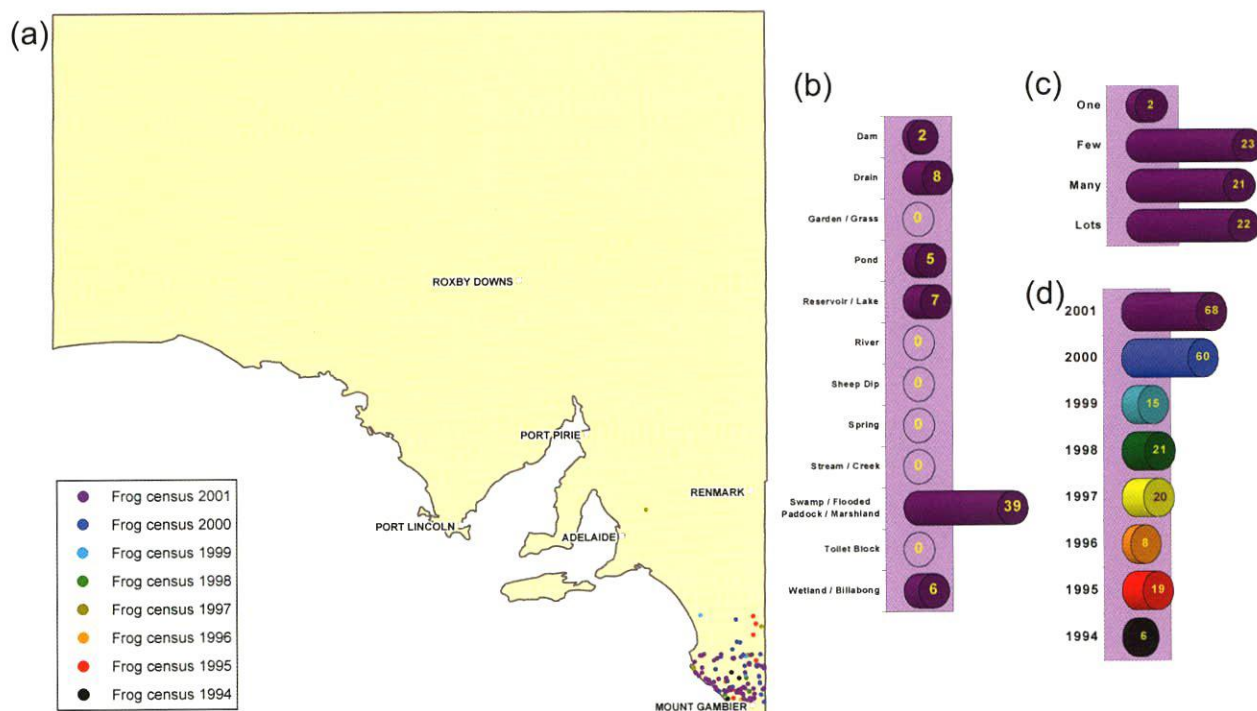 (a)
ROXBY DOWNS
PORT PIRIE
RENMARK
PORT LINCOLN
ADELAIDE
MOUNT GAMBIER
Frog census 2001
Frog census 2000
Frog census 1999
Frog census 1998
Frog census 1997
Frog census 1996
Frog census 1995
Frog census 1994
(b)
Dam 2
Drain 8
Garden / Grass 0
Pond 5
Reservoir / Lake 7
River 0
Sheep Dip 0
Spring 0
Stream / Creek 0
Swamp / Flooded
Paddock / Marshland 39
Toilet Block 0
Wetland / Billabong 6
(c)
One 2
Few 23
Many 21
Lots 22
(d)
2001 68
2000 60
1999 15
1998 21
1997 20
1996 8
1995 19
1994 6